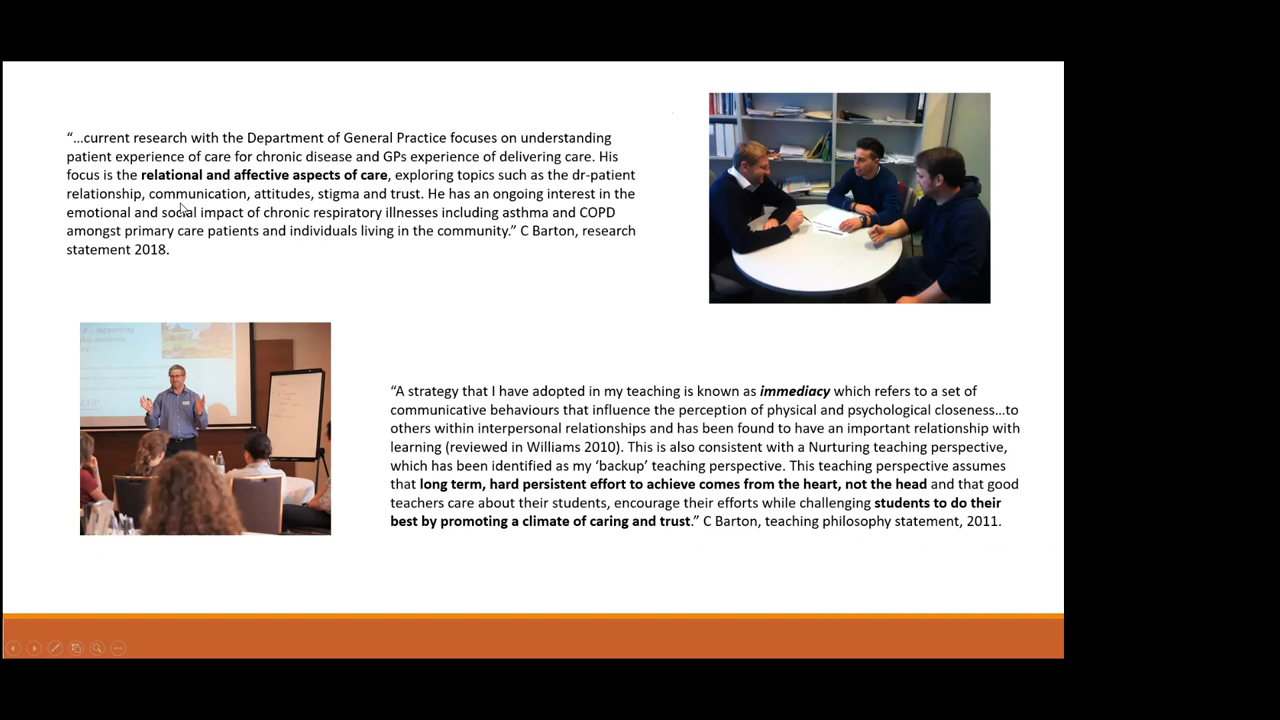 “…current research with the Department of General Practice focuses on understanding
patient experience of care for chronic disease and GPs experience of delivering care. His
focus is the relational and affective aspects of care, exploring topics such as the dr-patient
relationship, communication, attitudes, stigma and trust. He has an ongoing interest in the
emotional and social impact of chronic respiratory illnesses including asthma and COPD
amongst primary care patients and individuals living in the community.” C Barton, research
statement 2018.
“A strategy that I have adopted in my teaching is known as immediacy which refers to a set of
communicative behaviours that influence the perception of physical and psychological closeness…to
others within interpersonal relationships and has been found to have an important relationship with
learning (reviewed in Williams 2010). This is also consistent with a Nurturing teaching perspective,
which has been identified as my ‘backup’ teaching perspective. This teaching perspective assumes
that long term, hard persistent effort to achieve comes from the heart, not the head and that good
teachers care about their students, encourage their efforts while challenging students to do their
best by promoting a climate of caring and trust.” C Barton, teaching philosophy statement, 2011.